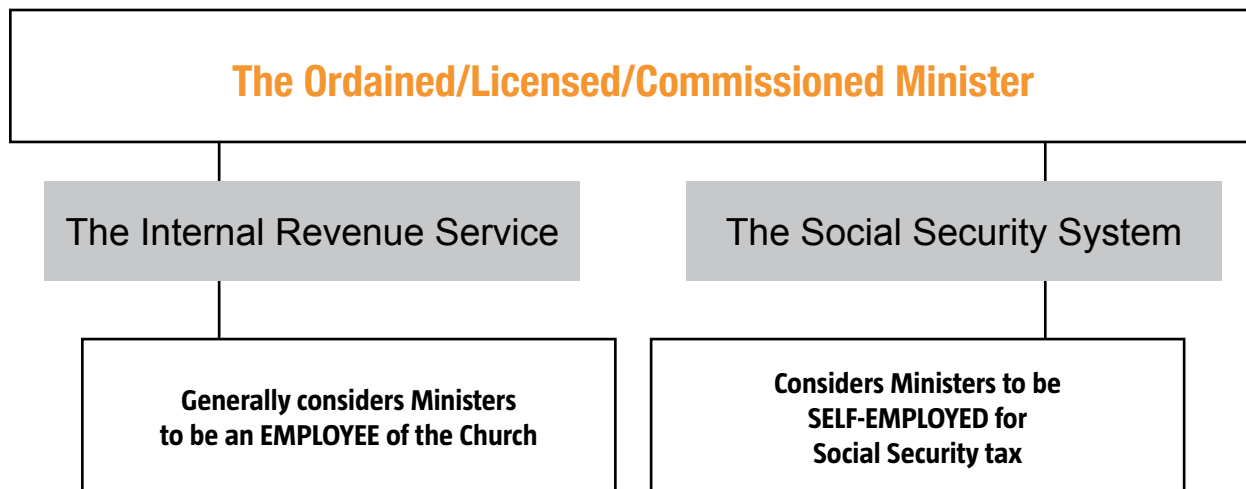 The Ordained/Licensed/Commissioned Minister
The Internal Revenue Service
The Social Security System
Generally considers Ministers
to be an EMPLOYEE of the Church
Considers Ministers to be
SELF-EMPLOYED for
Social Security tax